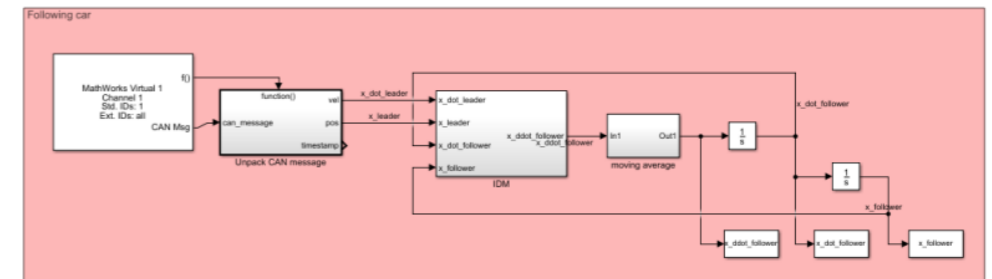 Following car
MathWorks Virtual 1
Channel 1
Std. IDs: 1
Ext. IDs: all
f()
CAN Msg
function()
can_message
vel
pos
timestamp
Unpack CAN message
x_dot_leader
x_leader
x_dot_leader
x_leader
x_dot_follower
x_follower
x_ddot_follower
IDM
x_ddot_follower
In1
Out1
moving average
1
s
x_dot_follower
1
s
x_follower
x_ddot_follower
x_dot_follower
x_follower